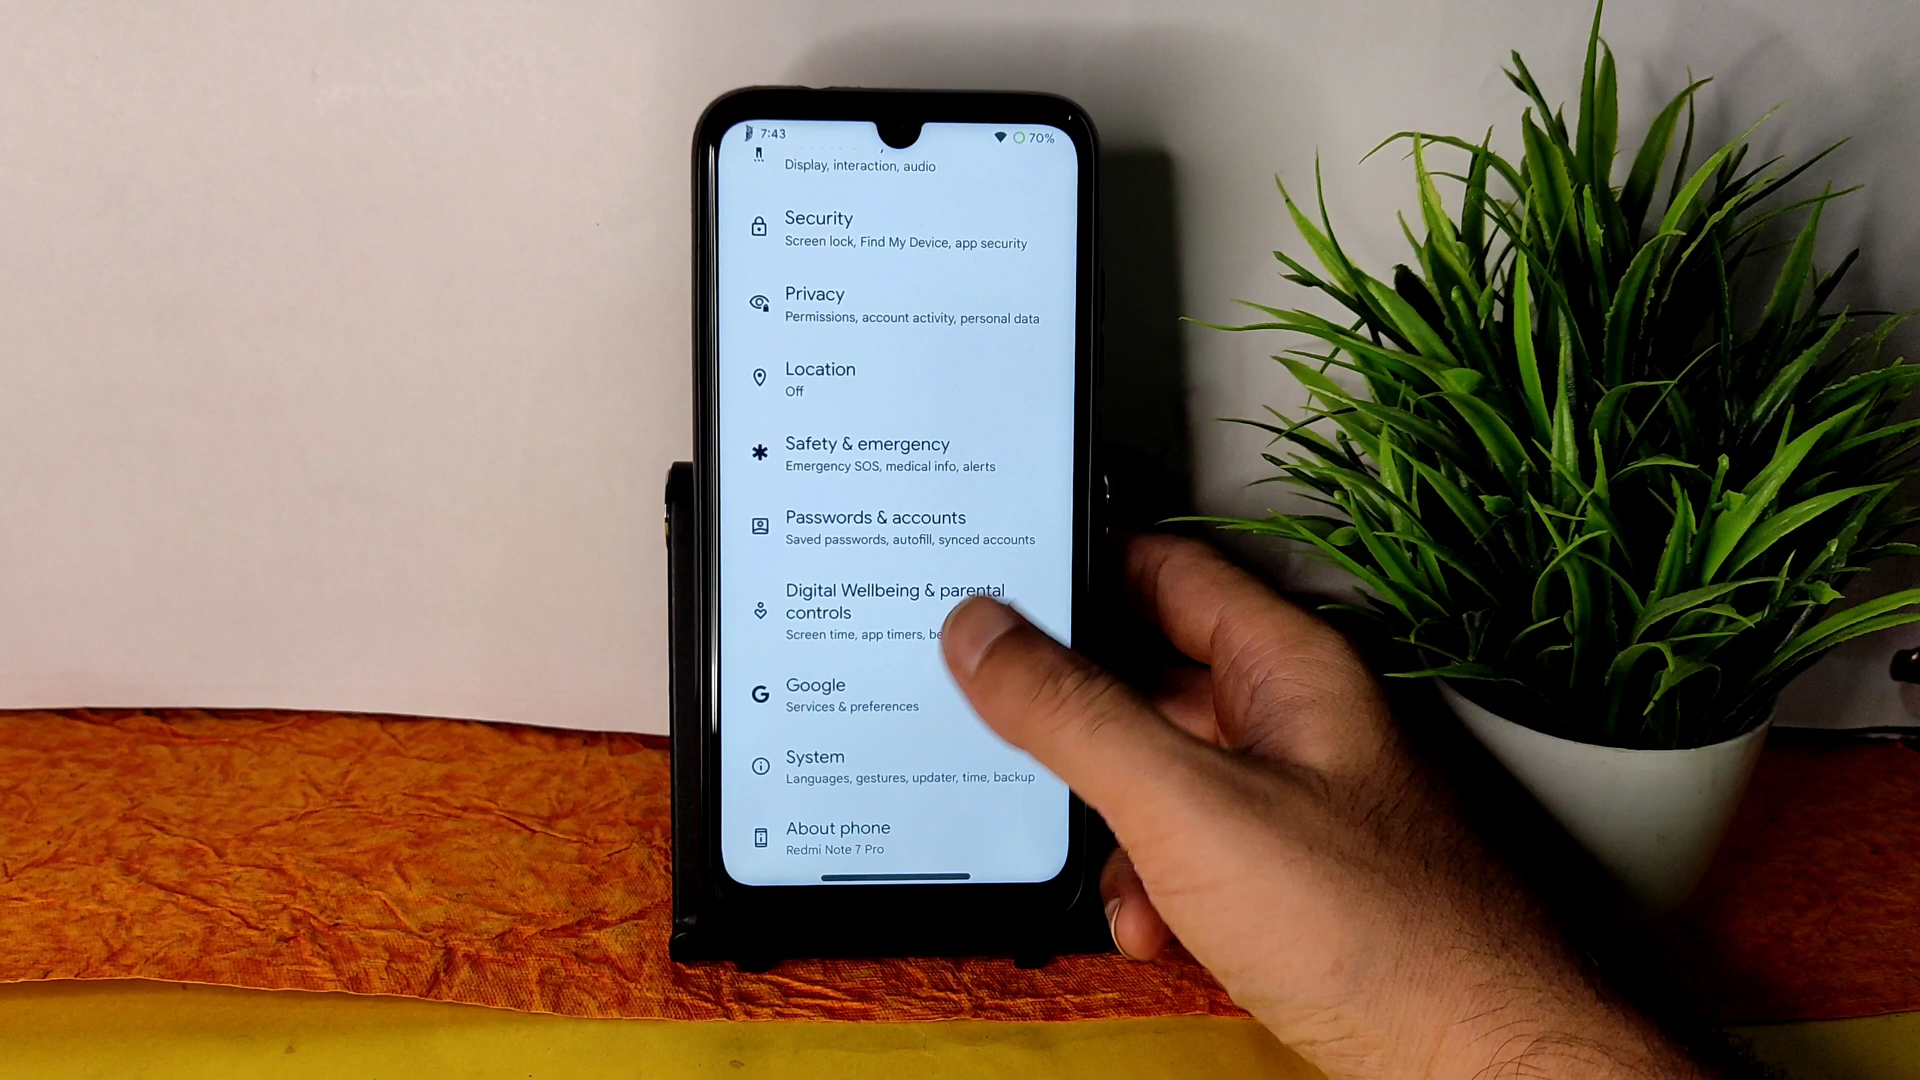 7:43
70%
Display, interaction, audio
Security
Screen lock, Find My Device, app security
Privacy
Permissions, account activity, personal data
Location
Off
Safety & emergency
Emergency SOS, medical info, alerts
Passwords & accounts
Saved passwords, autofill, synced accounts
Digital Wellbeing & parental
controls
Screen time, app timers,
Google
Services & preferences
System
Languages, gestures, updater, time, backup
About phone
Redmi Note 7 Pro